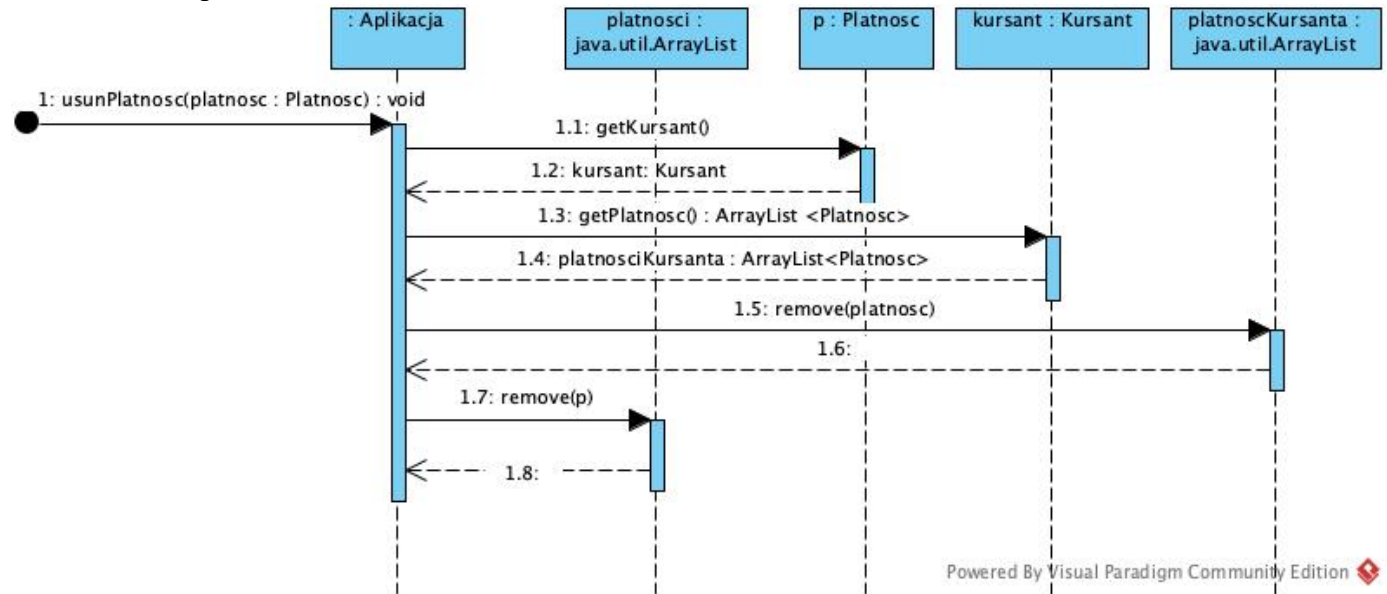 : Aplikacja
platnosci :
java.util.ArrayList
p : Platnosc
kursant : Kursant
platnoscKursanta :
java.util.ArrayList
1: usunPlatnosc(platnosc : Platnosc) : void
1.1: getKursant()
1.2: kursant: Kursant
1.3: getPlatnosc() : ArrayList <Platnosc>
1.4: platnosciKursanta : ArrayList<Platnosc>
1.5: remove(platnosc)
1.6:
1.7: remove(p)
1.8:
Powered By Visual Paradigm Community Edition